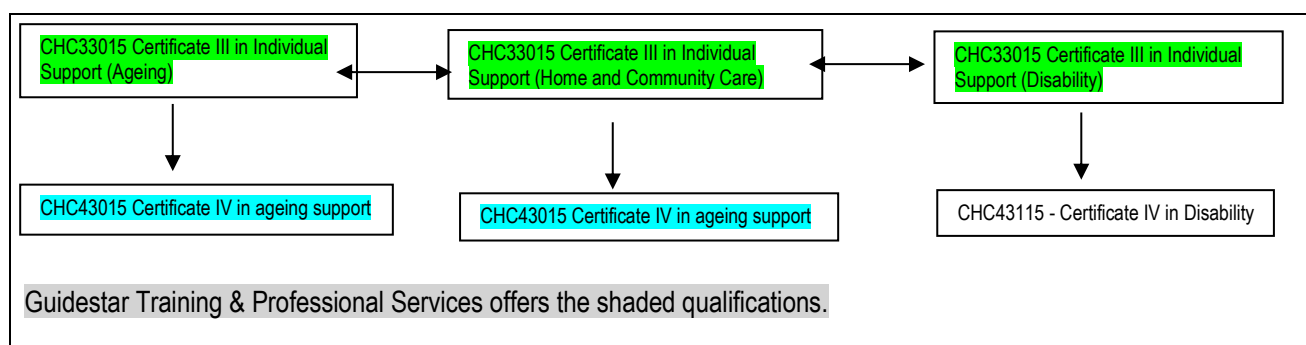 CHC33015 Certificate III in Individual
Support (Ageing)
CHC33015 Certificate III in Individual
Support (Home and Community Care)
CHC33015 Certificate III in Individual
Support (Disability)
CHC43015 Certificate IV in ageing support
CHC43015 Certificate IV in ageing support
CHC43115 - Certificate IV in Disability
Guidestar Training & Professional Services offers the shaded qualifications.